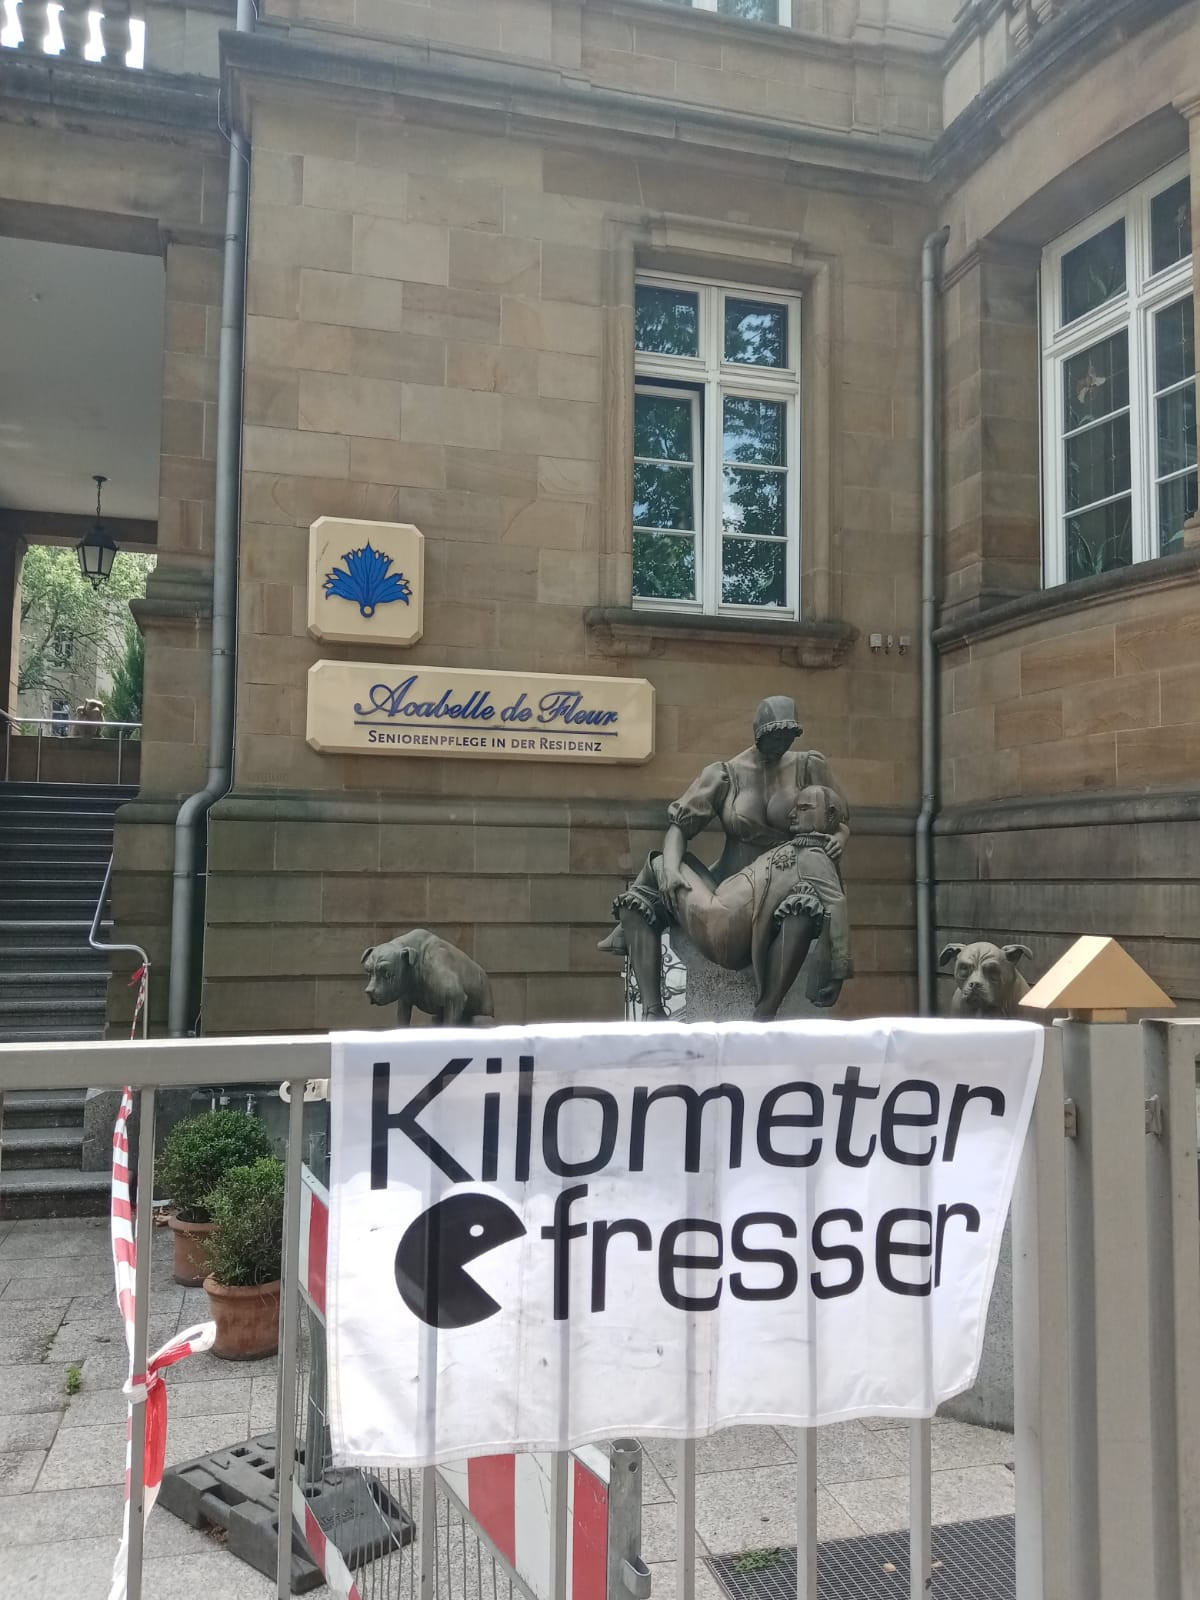 Acabelle de Fleur
SENIORENPFLEGE IN DER RESIDENZ
Kilometer
fresser